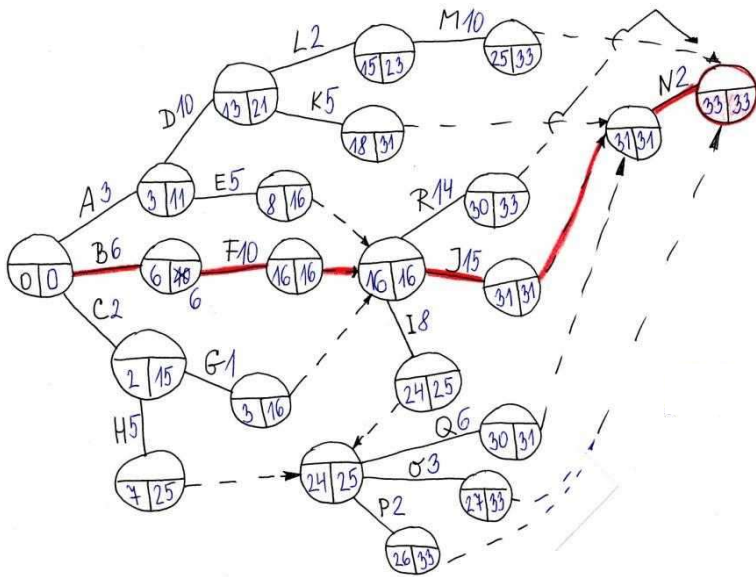 L2
M10
15 23
25 33
N2
33 33
D10
13 21
K5
18 31
31 31
A3
3 11
E5
8 16
R14
30 33
0 0
B6
6
6
F10
16 16
16 16
J15
31 31
C2
2 15
G1
3 16
I8
24 25
H5
7 25
24 25
Q6
30 31
O3
27 33
P2
26 33